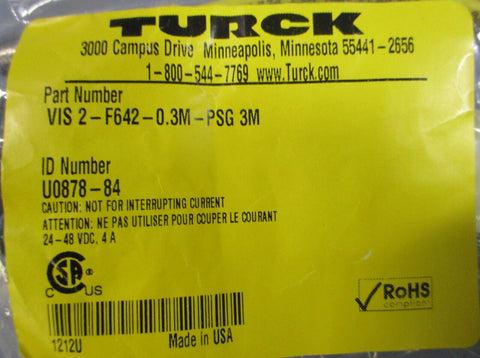 TURCK
3000 Campus Drive Minneapolis, Minnesota 55441-2656
1-800-544-7769 www.Turck.com
Part Number
VIS 2-F642-0.3M-PSG 3M
ID Number
U0878-84
CAUTION: NOT FOR INTERRUPTING CURRENT
ATTENTION: NE PAS UTILISER POUR COUPER LE COURANT
24-48 VDC, 4 A
CSA ®
C US
RoHS
compliant
1212U Made in USA